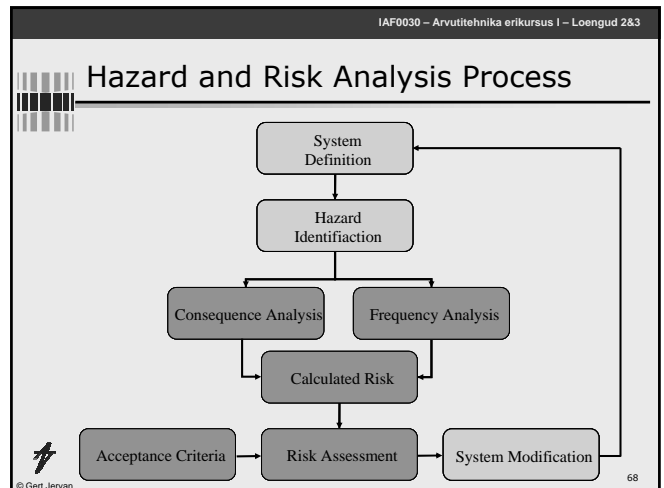 IAF0030 – Arvutitehnika erikursus I – Loengud 2&3
Hazard and Risk Analysis Process
System
Definition
Hazard
Identifiaction
Consequence Analysis
Frequency Analysis
Calculated Risk
Acceptance Criteria
Risk Assessment
System Modification
© Gert Jervan
68